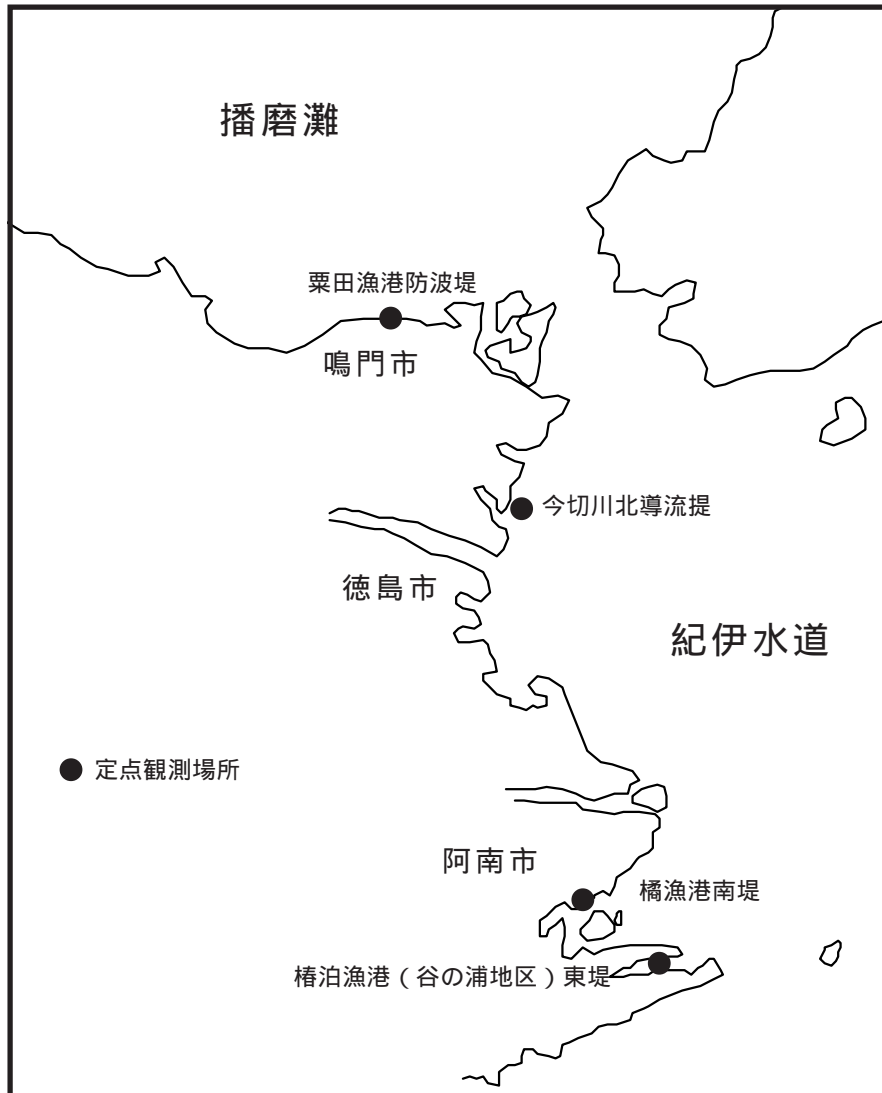 播磨灘
粟田漁港防波堤
鳴門市
今切川北導流提
徳島市
紀伊水道
定点観測場所
阿南市
橘漁港南堤
椿泊漁港（谷の浦地区）東堤